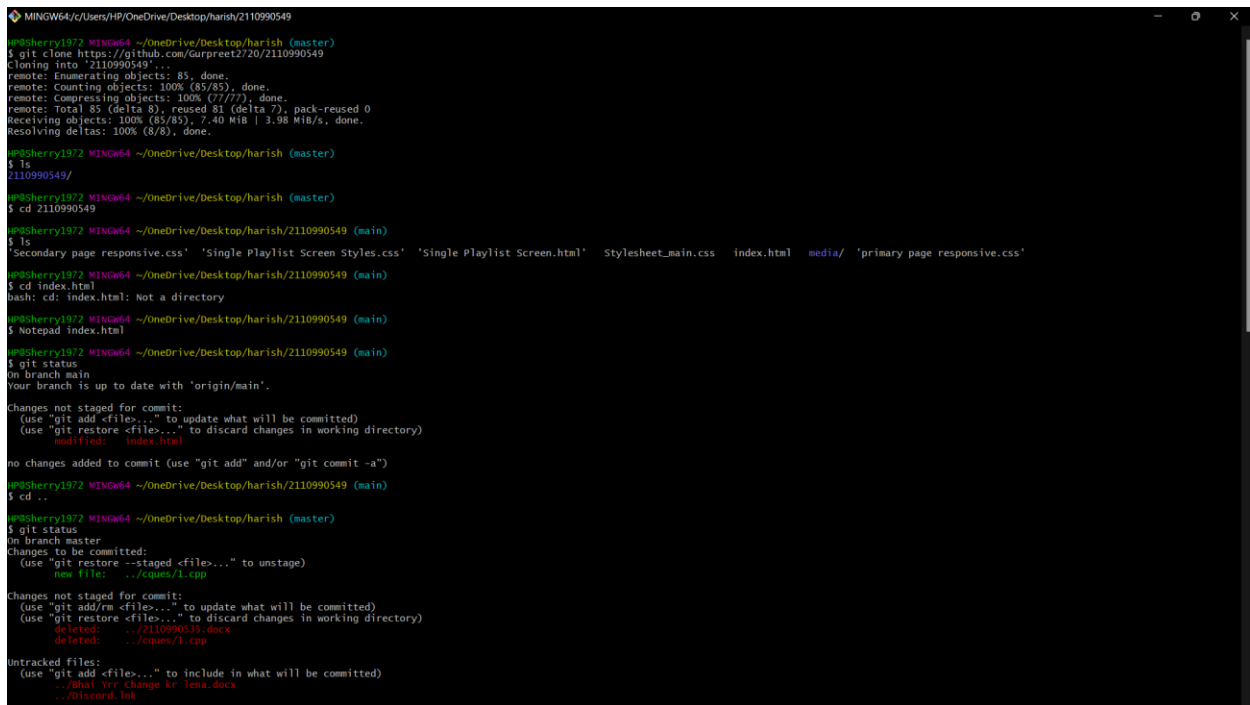 MINGW64:/c/Users/HP/OneDrive/Desktop/harish/2110990549
HP@Sherry1972 MINGW64 ~/OneDrive/Desktop/harish (master)
$ git clone https://github.com/Gurpreet2720/2110990549
Cloning into '2110990549'...
remote: Enumerating objects: 85, done.
remote: Counting objects: 100% (85/85), done.
remote: Compressing objects: 100% (77/77), done.
remote: Total 85 (delta 8), reused 81 (delta 7), pack-reused 0
Receiving objects: 100% (85/85), 7.40 MiB | 3.98 MiB/s, done.
Resolving deltas: 100% (8/8), done.
HP@Sherry1972 MINGW64 ~/OneDrive/Desktop/harish (master)
$ ls
2110990549/
HP@Sherry1972 MINGW64 ~/OneDrive/Desktop/harish (master)
$ cd 2110990549
HP@Sherry1972 MINGW64 ~/OneDrive/Desktop/harish/2110990549 (main)
$ ls
'Secondary page responsive.css'  'Single Playlist Screen Styles.css'  'Single Playlist Screen.html'  Stylesheet_main.css  index.html  media/  'primary page responsive.css'
HP@Sherry1972 MINGW64 ~/OneDrive/Desktop/harish/2110990549 (main)
$ cd index.html
bash: cd: index.html: Not a directory
HP@Sherry1972 MINGW64 ~/OneDrive/Desktop/harish/2110990549 (main)
$ Notepad index.html
HP@Sherry1972 MINGW64 ~/OneDrive/Desktop/harish/2110990549 (main)
$ git status
On branch main
Your branch is up to date with 'origin/main'.
Changes not staged for commit:
(use "git add <file>..." to update what will be committed)
(use "git restore <file>..." to discard changes in working directory)
modified:   index.html
no changes added to commit (use "git add" and/or "git commit -a")
HP@Sherry1972 MINGW64 ~/OneDrive/Desktop/harish/2110990549 (main)
$ cd ..
HP@Sherry1972 MINGW64 ~/OneDrive/Desktop/harish (master)
$ git status
On branch master
Changes to be committed:
(use "git restore --staged <file>..." to unstage)
new file:   ../cques/1.cpp
Changes not staged for commit:
(use "git add/rm <file>..." to update what will be committed)
(use "git restore <file>..." to discard changes in working directory)
deleted:    ../2110990535.docx
deleted:    ../cques/1.cpp
Untracked files:
(use "git add <file>..." to include in what will be committed)
../Bhai Yrr Change kr lena.docx
../Discord.lnk